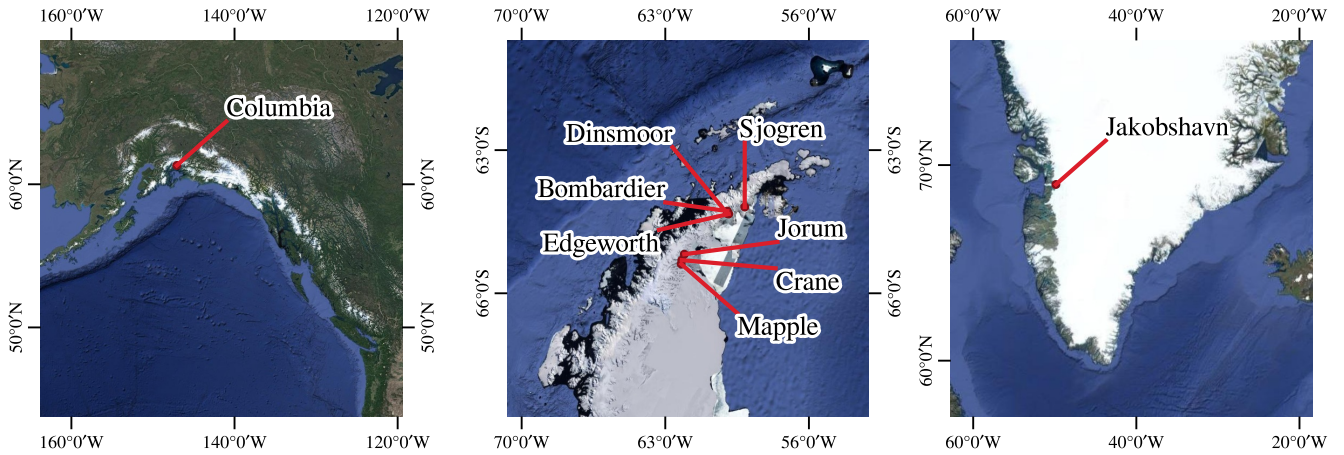 160°0′W 140°0′W 120°0′W
70°0′W 63°0′W 56°0′W
60°0′W 40°0′W 20°0′W
Columbia
60°0′N
50°0′N
60°0′N
50°0′N
Dinsmoor
Sjogren
Bombardier
Edgeworth
Jorum
Crane
Mapple
63°0′S
66°0′S
63°0′S
66°0′S
Jakobshavn
70°0′N
60°0′N
70°0′N
60°0′N
160°0′W 140°0′W 120°0′W
70°0′W 63°0′W 56°0′W
60°0′W 40°0′W 20°0′W